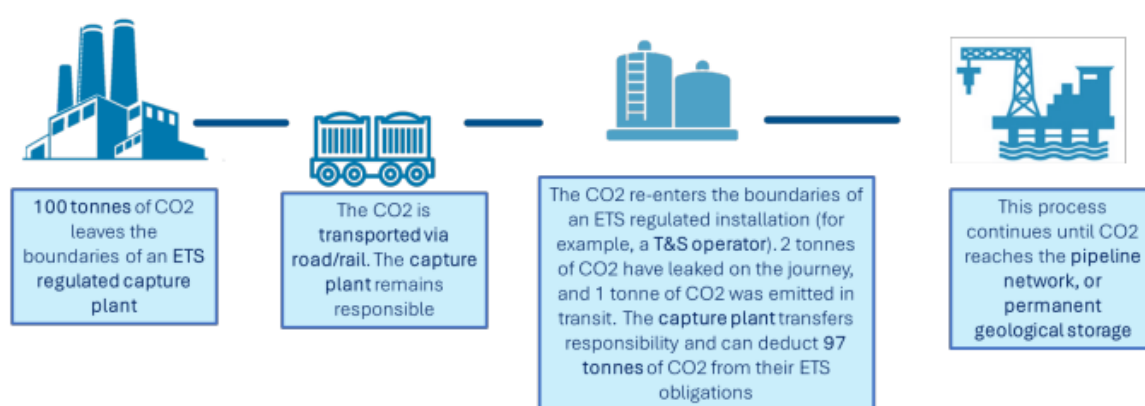 100 tonnes of CO2
leaves the
boundaries of an ETS
regulated capture
plant
The CO2 is
transported via
road/rail. The capture
plant remains
responsible
The CO2 re-enters the boundaries of
an ETS regulated installation (for
example, a T&S operator). 2 tonnes
of CO2 have leaked on the journey,
and 1 tonne of CO2 was emitted in
transit. The capture plant transfers
responsibility and can deduct 97
tonnes of CO2 from their ETS
obligations
This process
continues until CO2
reaches the pipeline
network, or
permanent
geological storage